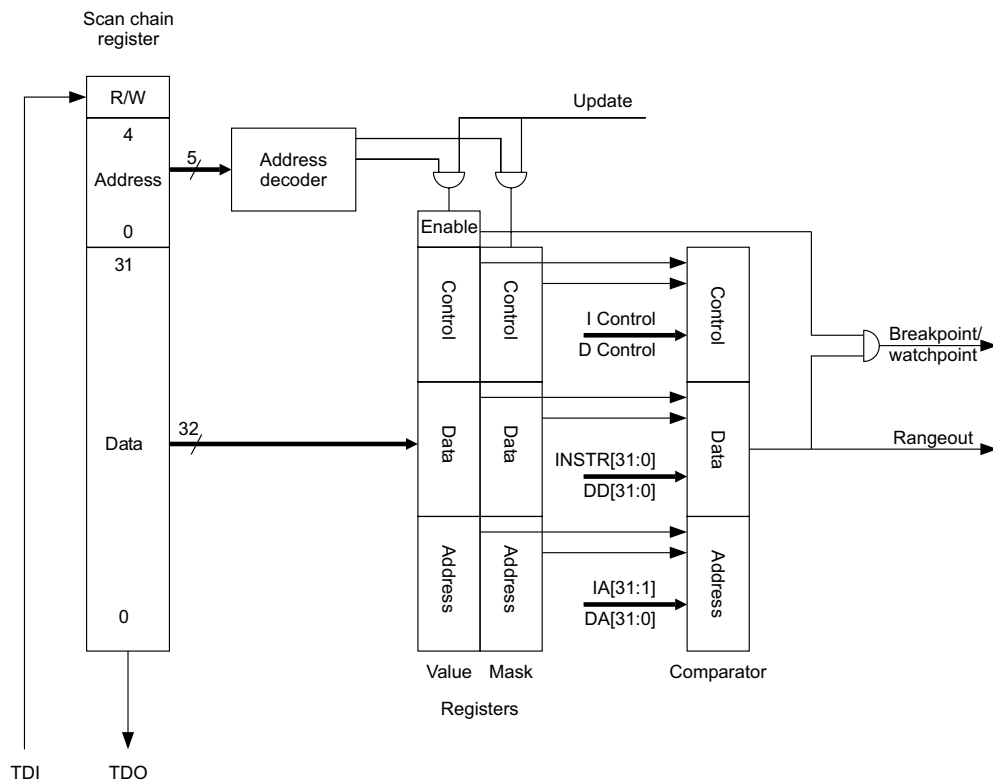 Scan chain
register
R/W
Update
4
5
Address
Address
decoder
0
Enable
31
Control
Control
Control
I Control
D Control
Breakpoint/
watchpoint
32
Data
Data
Data
Data
Rangeout
INSTR[31:0]
DD[31:0]
Address
Address
Address
IA[31:1]
DA[31:0]
0
Value
Mask
Comparator
Registers
TDI
TDO